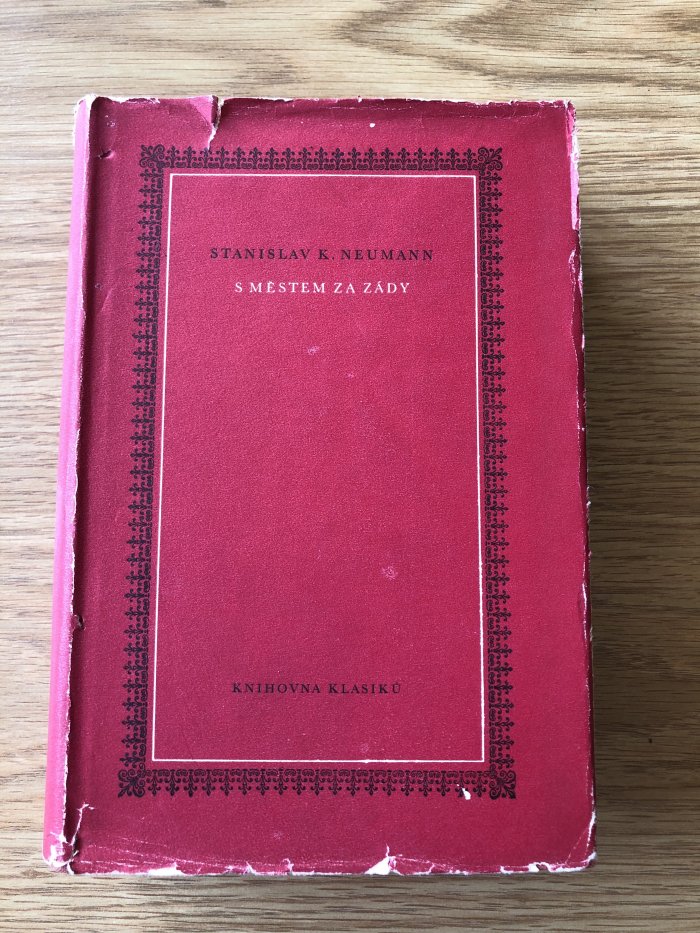 STANISLAV K. NEUMANN
S MĚSTEM ZA ZÁDY
KNIHOVNA KLASIKŮ